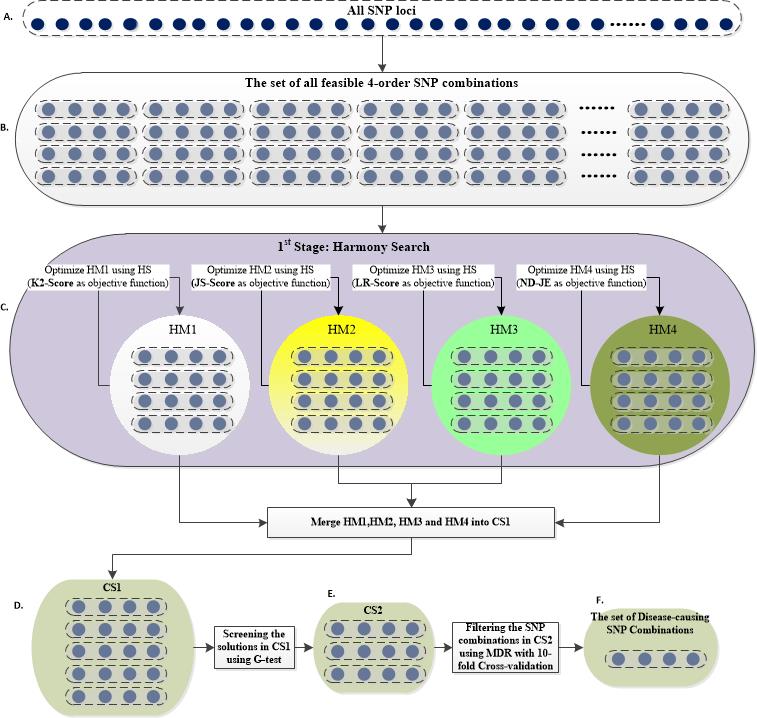 All SNP loci
A.
The set of all feasible 4-order SNP combinations
B.
1st Stage: Harmony Search
Optimize HM1 using HS
(K2-Score as objective function)
Optimize HM2 using HS
(JS-Score as objective function)
Optimize HM3 using HS
(LR-Score as objective function)
Optimize HM4 using HS
(ND-JE as objective function)
C.
HM1
HM2
HM3
HM4
Merge HM1,HM2, HM3 and HM4 into CS1
D.
CS1
Screening the
solutions in CS1
using G-test
E.
CS2
Filtering the SNP
combinations in CS2
using MDR with 10-
fold Cross-validation
F.
The set of Disease-causing
SNP Combinations